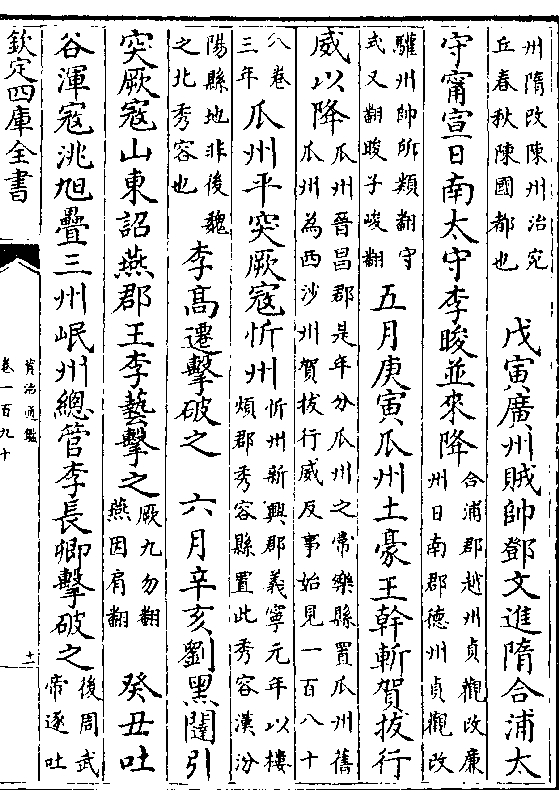 州隋改陳州治宛
丘春秋陳國都也
戊寅廣州賊帥鄧文進隋合浦太
守甯宣日南太守李晙並來降
合浦郡越州貞觀改廉
州日南郡德州貞觀改
驩州帥所類翻守
式又翻晙子峻翻
五月庚寅瓜州土豪王幹斬賀拔行
威以降
瓜州晉昌郡是年分瓜州之常樂縣置瓜州舊
瓜州為西沙州賀拔行威反事始見一百八十
八卷
三年
瓜州平突厥寇忻州
忻州新興郡義寧元年以樓
煩郡秀容縣置此秀容漢汾
陽縣地非後魏
之北秀容也
李高遷擊破之
六月辛亥劉黑闥引
突厥寇山東詔燕郡王李藝擊之
厥九勿翻
燕因肩翻
癸丑吐
谷渾寇洮旭疊三州岷州總管李長卿擊破之
後周武
帝逐吐
欽定四庫全書
資治通鑑
卷一百九十
十一